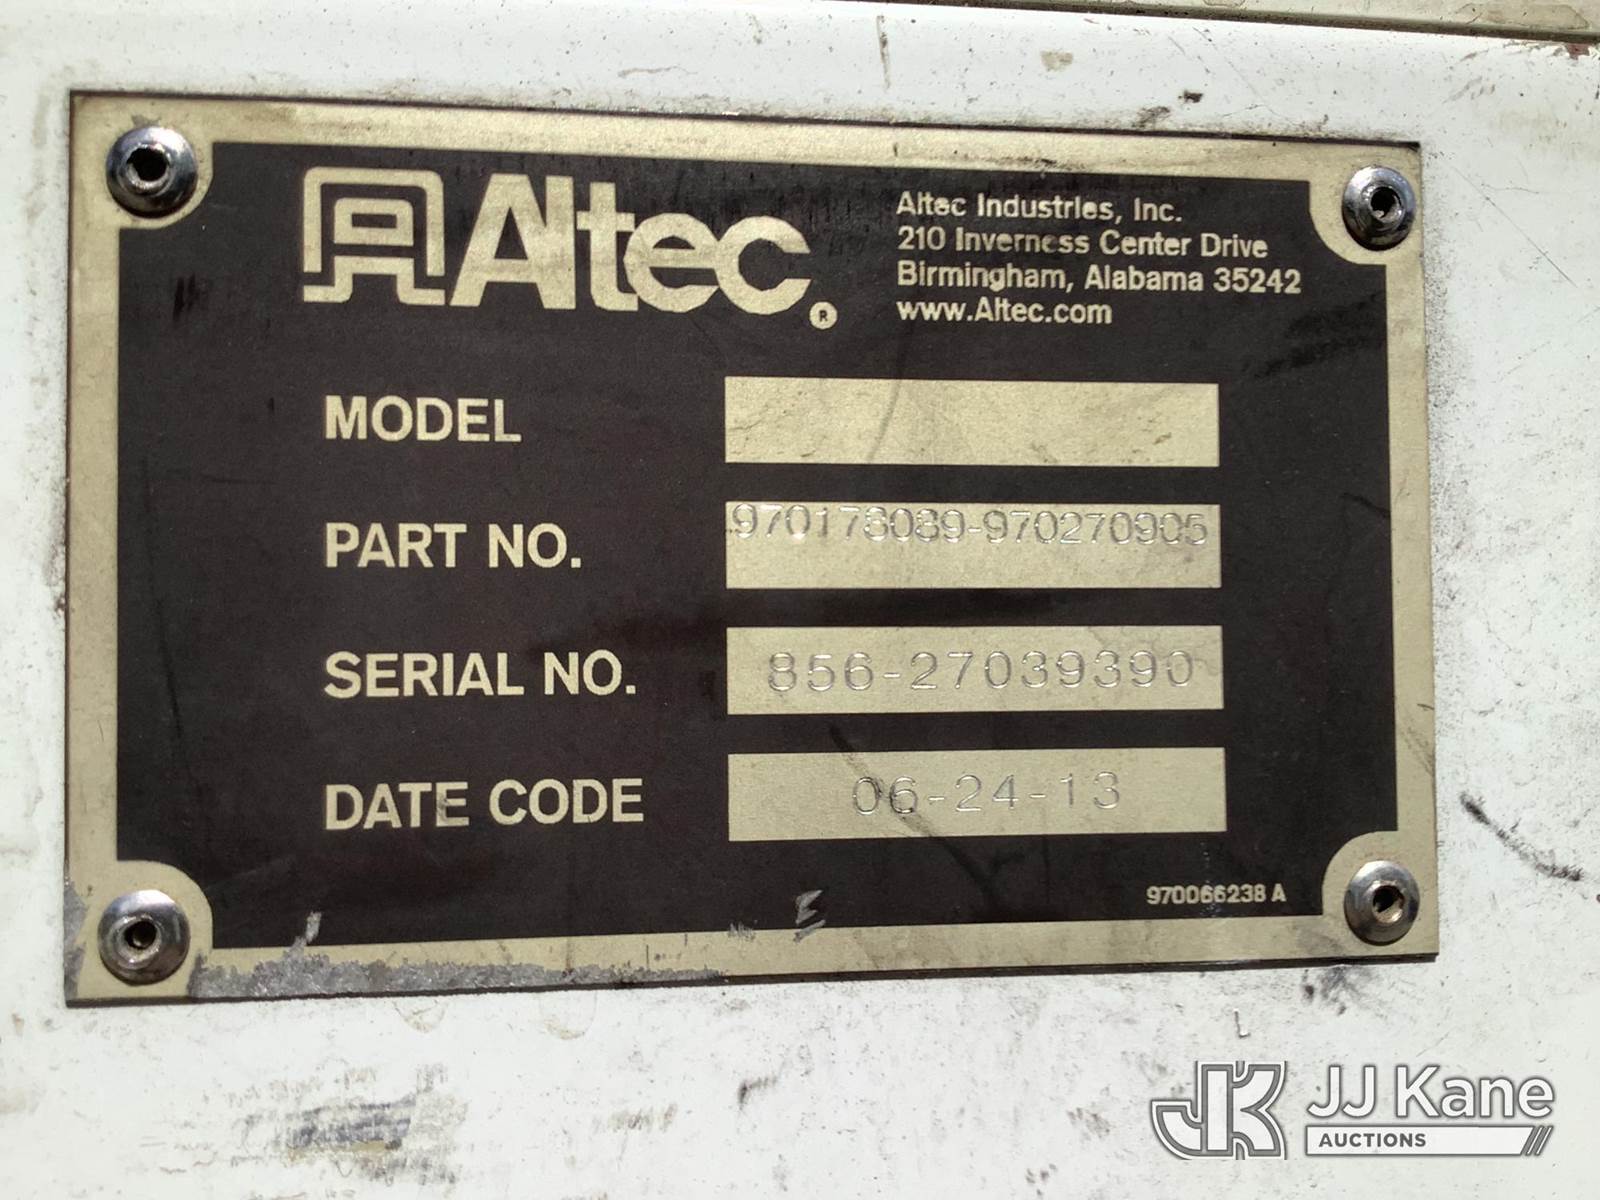 Altec®
Altec Industries, Inc.
210 Inverness Center Drive
Birmingham, Alabama 35242
www.Altec.com
MODEL
PART NO. 970178089-970270905
SERIAL NO. 856-27039390
DATE CODE 06-24-13
970066238 A
JK JJ Kane
AUCTIONS